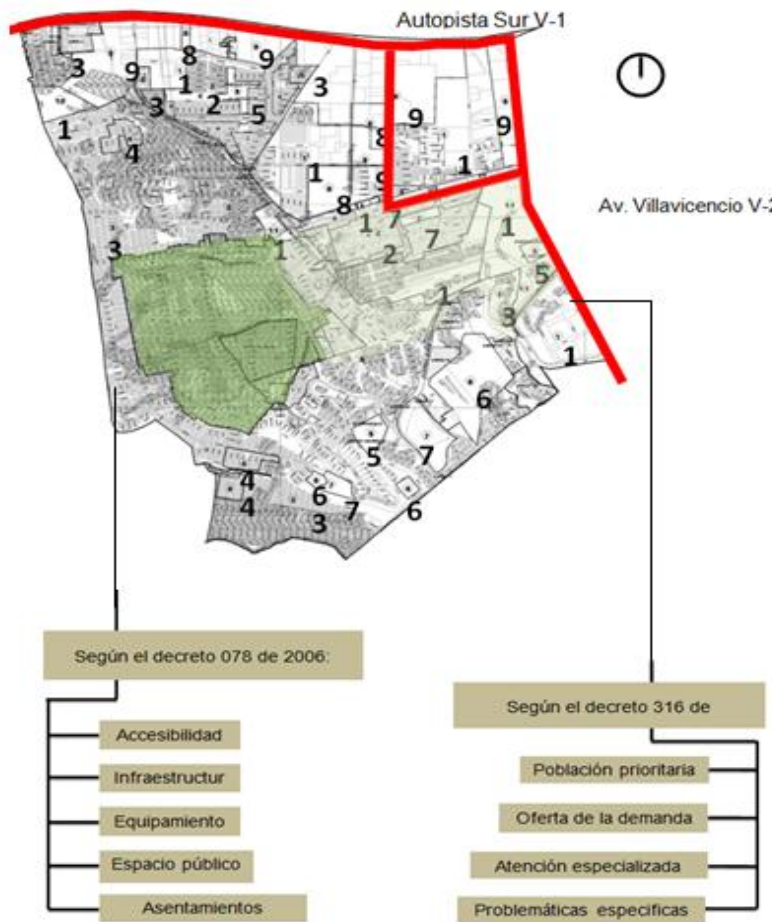 Autopista Sur V-1
3
9
8
1
9
3
2
5
3
9
9
1
4
1
8
1
8
9
Av. Villavicencio V-2
1
7
7
1
2
3
1
5
1
3
1
6
5
7
4
4
6
7
3
6
Según el decreto 078 de 2006:
Accesibilidad
Infraestructur
Equipamiento
Espacio público
Asentamientos
Según el decreto 316 de
Población prioritaria
Oferta de la demanda
Atención especializada
Problemáticas especificas